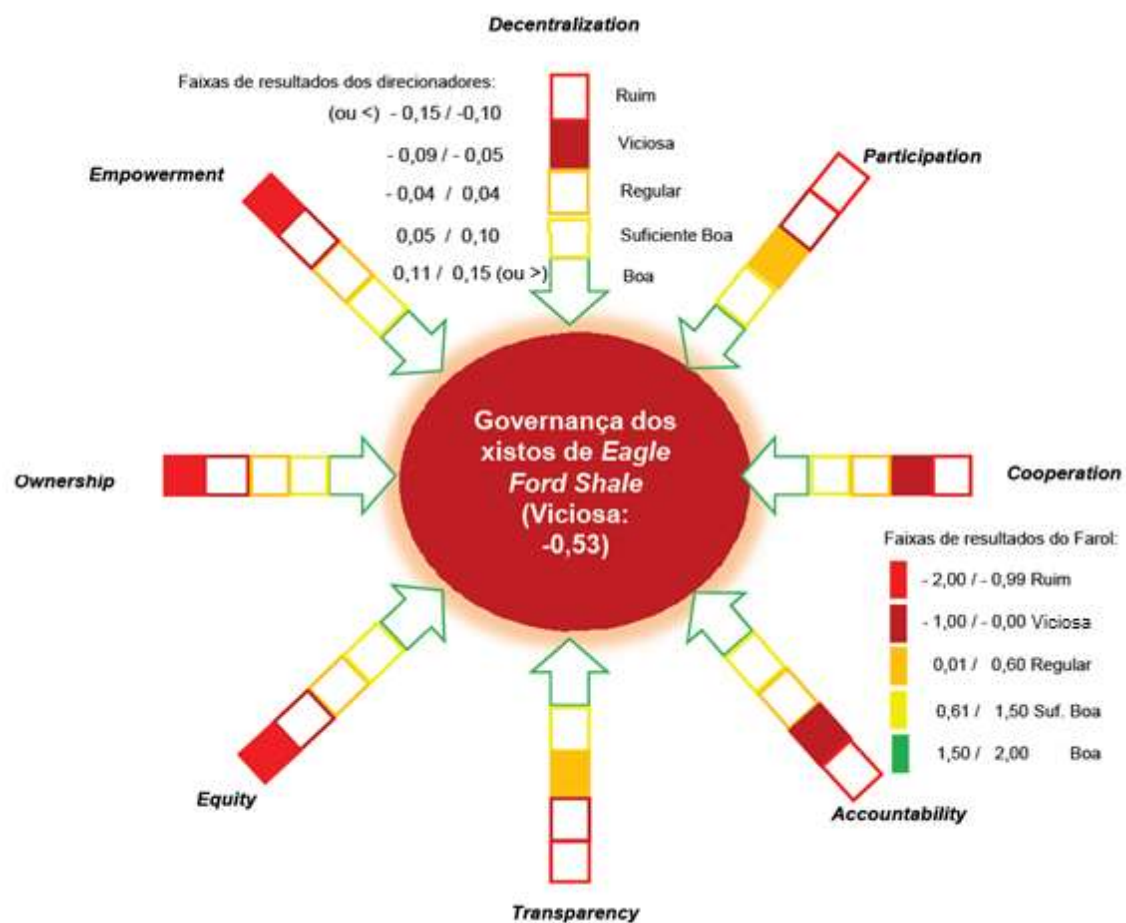 Decentralization
Faixas de resultados dos direcionadores:
(ou <) - 0,15 / -0,10 Ruim
- 0,09 / - 0,05 Viciosa
- 0,04 / 0,04 Regular
0,05 / 0,10 Suficiente Boa
0,11 / 0,15 (ou >) Boa
Empowerment
Participation
Governança dos
xistos de Eagle
Ford Shale
(Viciosa:
-0,53)
Ownership
Cooperation
Faixas de resultados do Farol:
- 2,00 / - 0,99 Ruim
- 1,00 / - 0,00 Viciosa
0,01 / 0,60 Regular
0,61 / 1,50 Suf. Boa
1,50 / 2,00 Boa
Equity
Accountability
Transparency